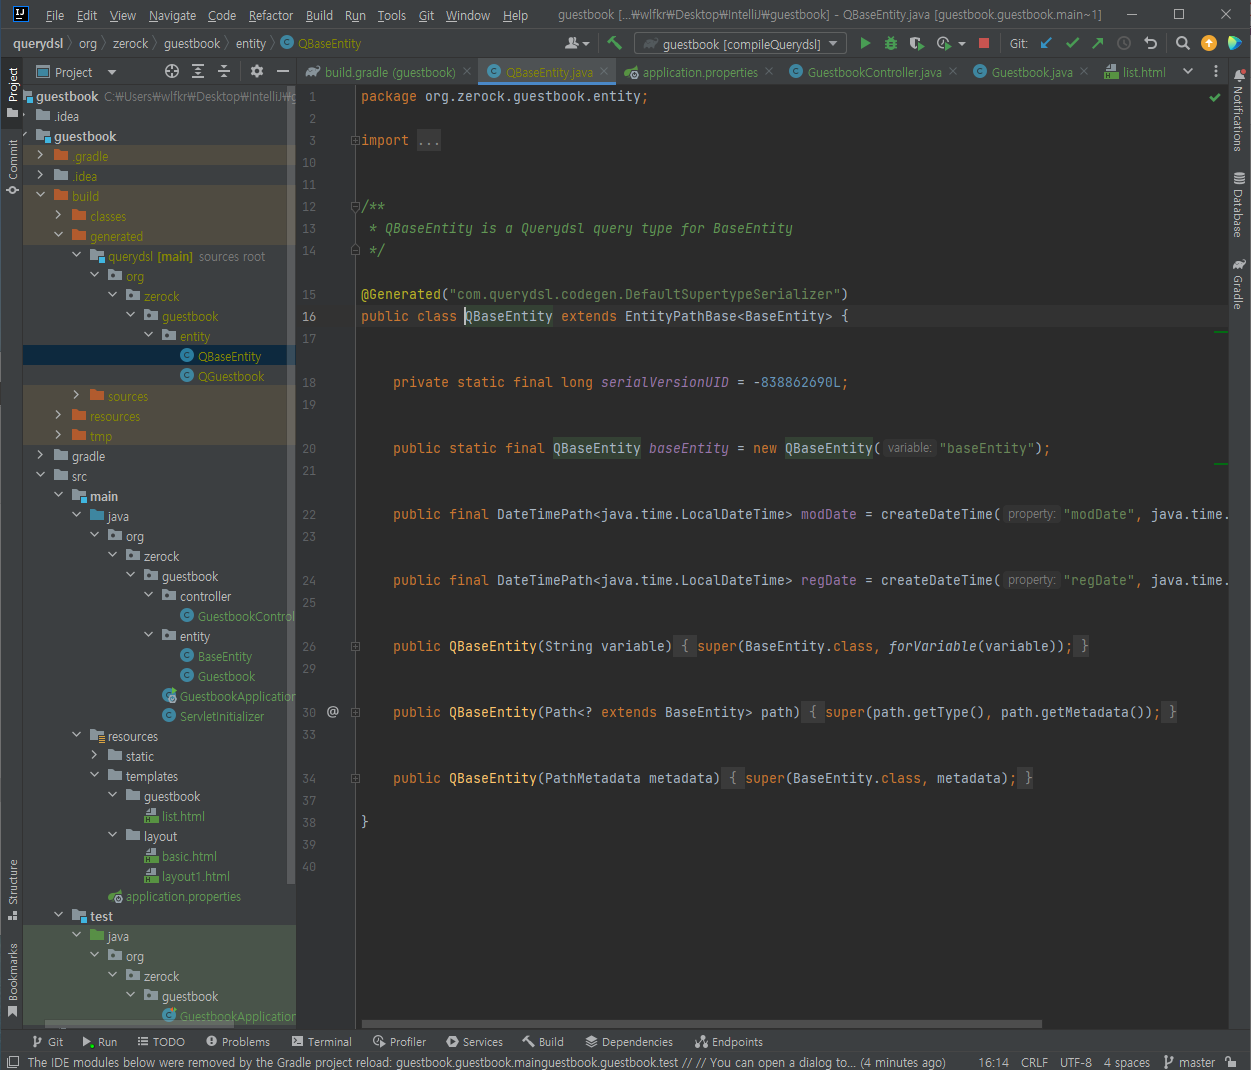 File Edit View Navigate Code Refactor Build Run Tools Git Window Help guestbook [...₩wlfkr₩Desktop₩IntelliJ₩guestbook] - QBaseEntity.java [guestbook.guestbook.main~1]
querydsl org zerock guestbook entity QBaseEntity guestbook [compileQuerydsl] Git:
Project build.gradle (guestbook) QBaseEntity.java application.properties GuestbookController.java Guestbook.java list.html
Project
Commit
Structure
Bookmarks
guestbook C:₩Users₩wlfkr₩Desktop₩IntelliJ₩g
.idea
guestbook
.gradle
.idea
build
classes
generated
querydsl [main] sources root
org
zerock
guestbook
entity
QBaseEntity
QGuestbook
sources
resources
tmp
gradle
src
main
java
org
zerock
guestbook
controller
GuestbookControl
entity
BaseEntity
Guestbook
GuestbookApplication
ServletInitializer
resources
static
templates
guestbook
list.html
layout
basic.html
layout1.html
application.properties
test
java
org
zerock
guestbook
GuestbookApplication
1 package org.zerock.guestbook.entity;
2
3 import ...
10
11
12 /**
13 * QBaseEntity is a Querydsl query type for BaseEntity
14 */
15 @Generated("com.querydsl.codegen.DefaultSupertypeSerializer")
16 public class QBaseEntity extends EntityPathBase<BaseEntity> {
17
18 private static final long serialVersionUID = -838862690L;
19
20 public static final QBaseEntity baseEntity = new QBaseEntity( variable: "baseEntity");
21
22 public final DateTimePath<java.time.LocalDateTime> modDate = createDateTime( property: "modDate", java.time.
23
24 public final DateTimePath<java.time.LocalDateTime> regDate = createDateTime( property: "regDate", java.time.
25
26 public QBaseEntity(String variable) { super(BaseEntity.class, forVariable(variable)); }
29
30 @ public QBaseEntity(Path<? extends BaseEntity> path) { super(path.getType(), path.getMetadata()); }
33
34 public QBaseEntity(PathMetadata metadata) { super(BaseEntity.class, metadata); }
37
38 }
39
40
Notifications
Database
Gradle
Git Run TODO Problems Terminal Profiler Services Build Dependencies Endpoints
The IDE modules below were removed by the Gradle project reload: guestbook.guestbook.mainguestbook.guestbook.test // // You can open a dialog to... (4 minutes ago) 16:14 CRLF UTF-8 4 spaces master